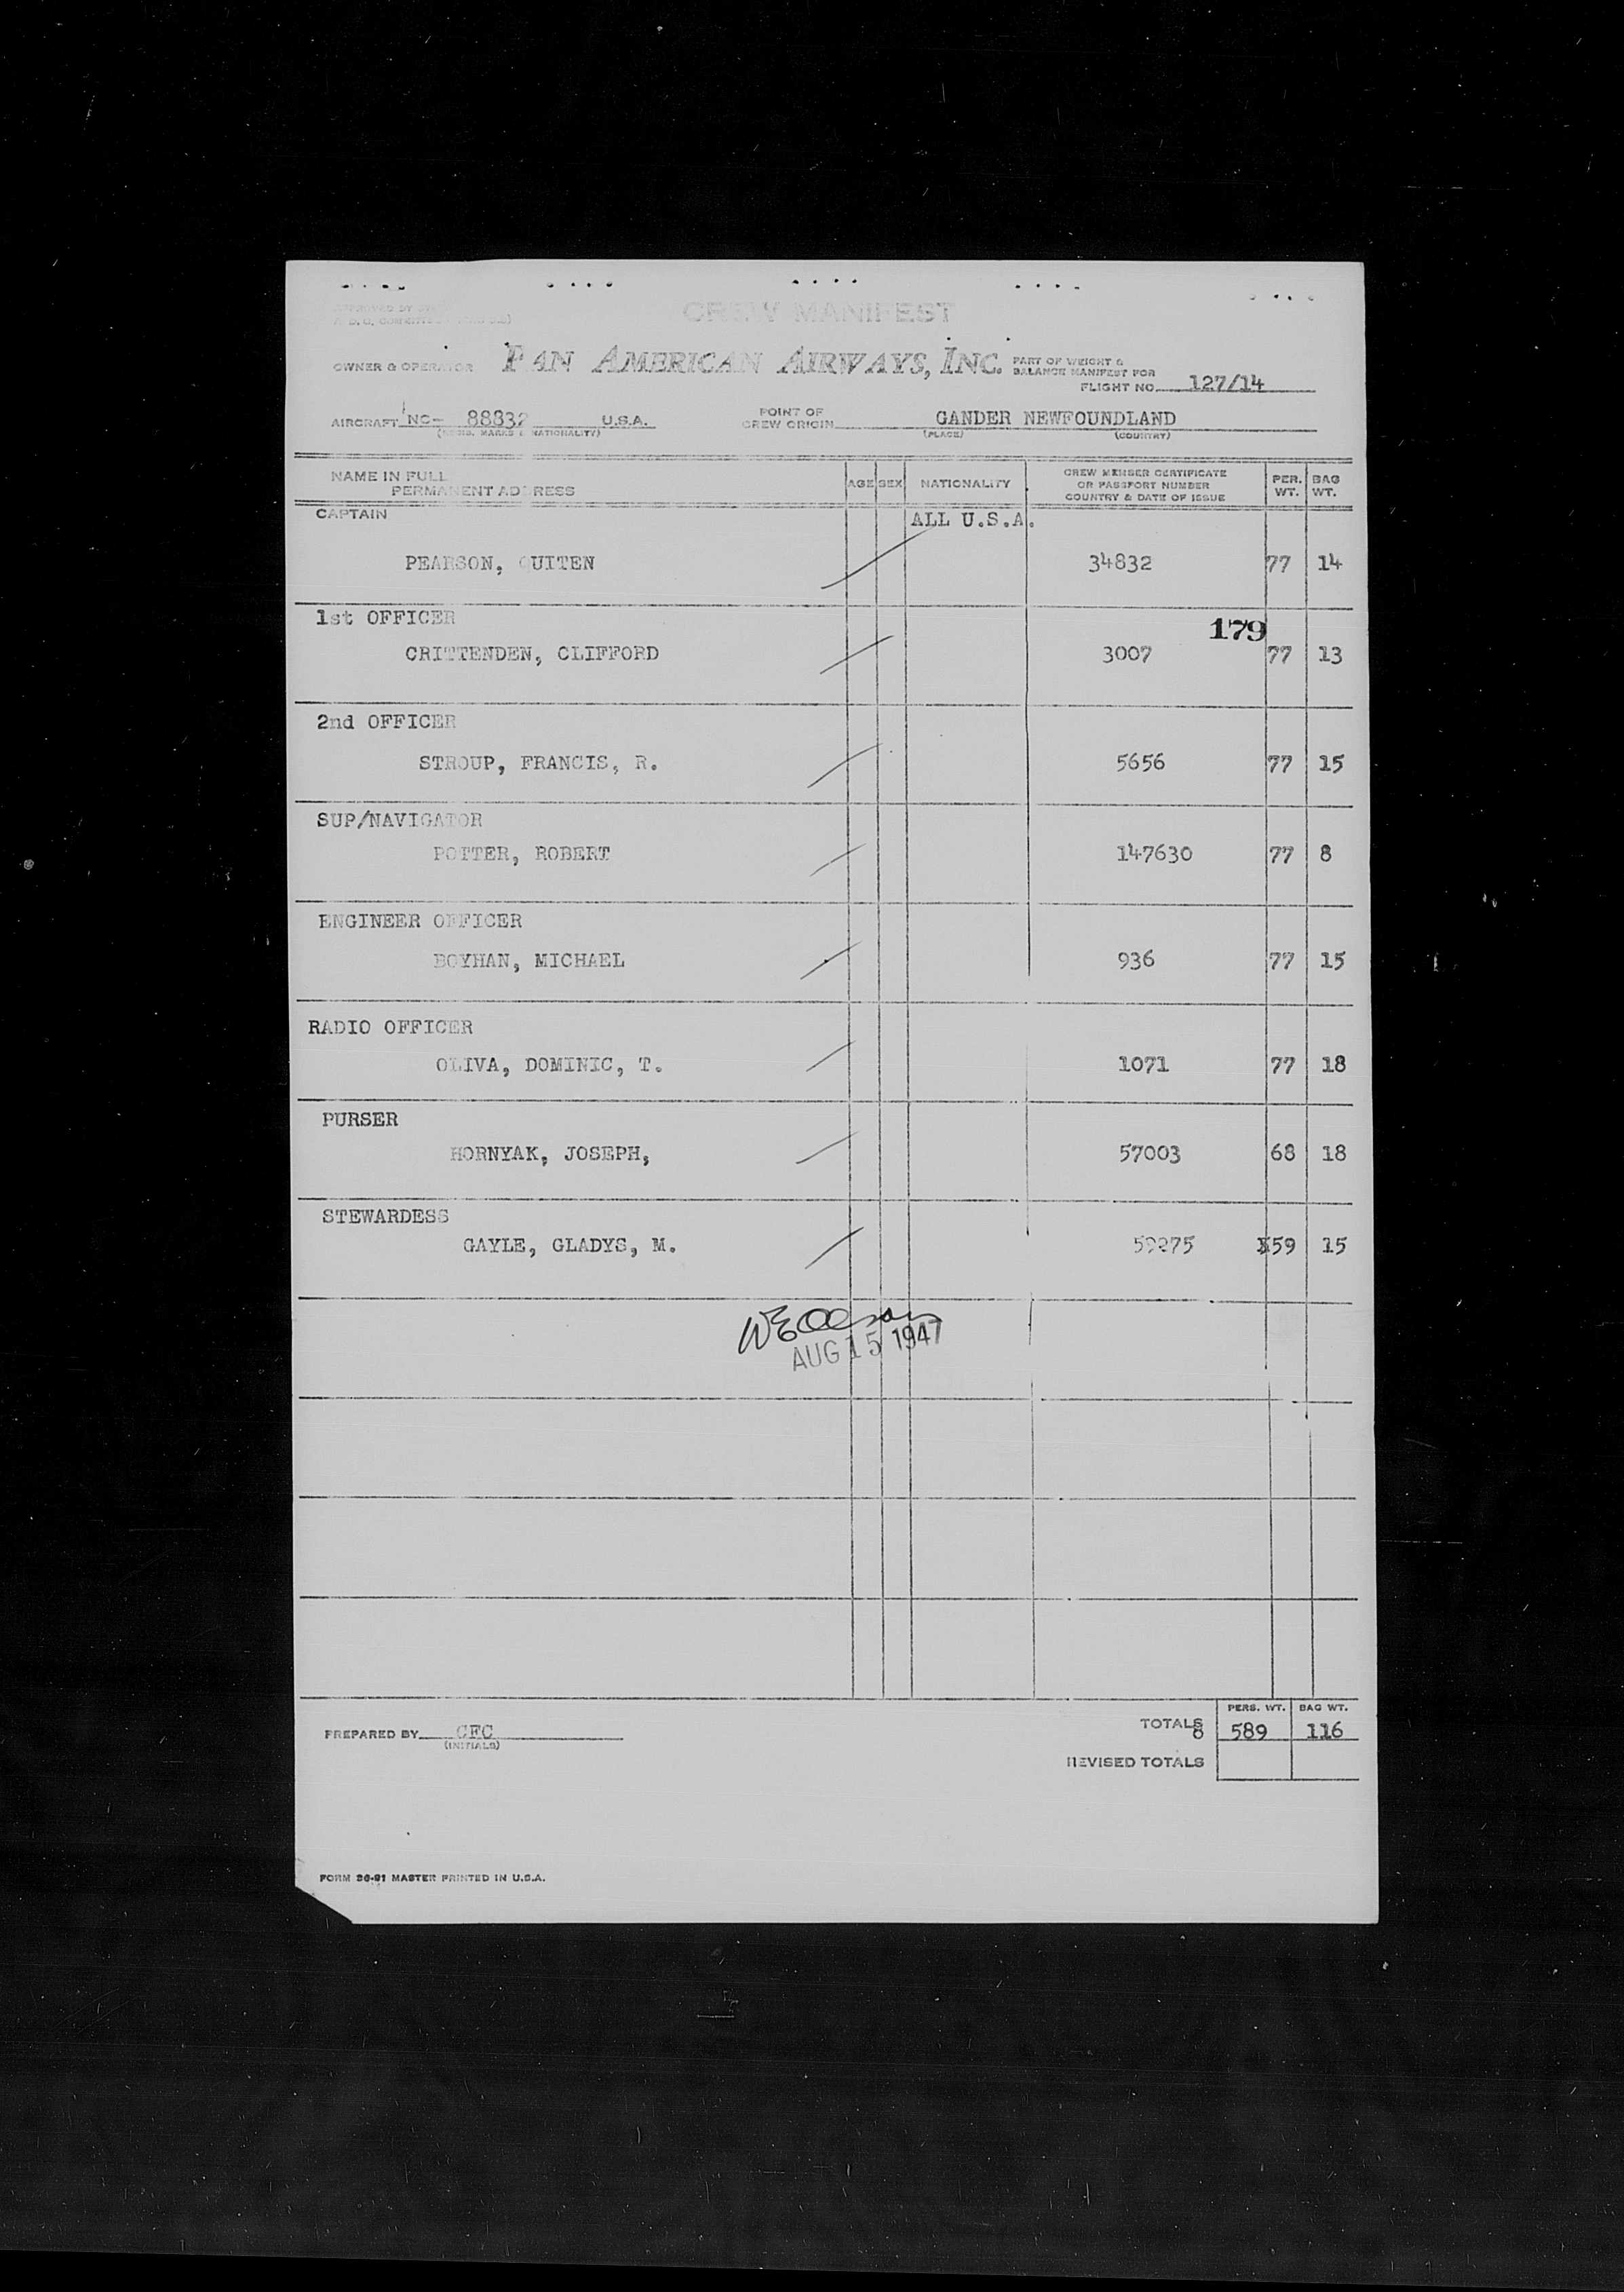 CREW MANIFEST
OWNER & OPERATOR PAN AMERICAN AIRWAYS, INC. PART OF WEIGHT &
BALANCE MANIFEST FOR
FLIGHT NO. 127/14
AIRCRAFT NC- 88832 U.S.A. POINT OF CREW ORIGIN GANDER NEWFOUNDLAND
MARKS & NATIONALITY) (PLACE) (COUNTRY)
NAME IN FULL
PERMANENT ADDRESS AGE SEX NATIONALITY CREW MEMBER CERTIFICATE OR PASSPORT NUMBER COUNTRY & DATE OF ISSUE PER. WT. BAG WT.
CAPTAIN ALL U.S.A.
PEARSON, QUITEN 34832 77 14
1st OFFICER 179
CRITTENDEN, CLIFFORD 3007 77 13
2nd OFFICER
STROUP, FRANCIS, R. 5656 77 15
SUP/NAVIGATOR
POTTER, ROBERT 147630 77 8
ENGINEER OFFICER
BOYHAN, MICHAEL 936 77 15
RADIO OFFICER
OLIVA, DOMINIC, T. 1071 77 18
PURSER
HORNYAK, JOSEPH, 57003 68 18
STEWARDESS
GAYLE, GLADYS, M. 59 15
AUG 15 1947
PERS. WT. BAG WT.
TOTALS 8 589 116
PREPARED BY CFC
(INITIALS)
REVISED TOTALS
FORM 26-91 MASTER PRINTED IN U.S.A.